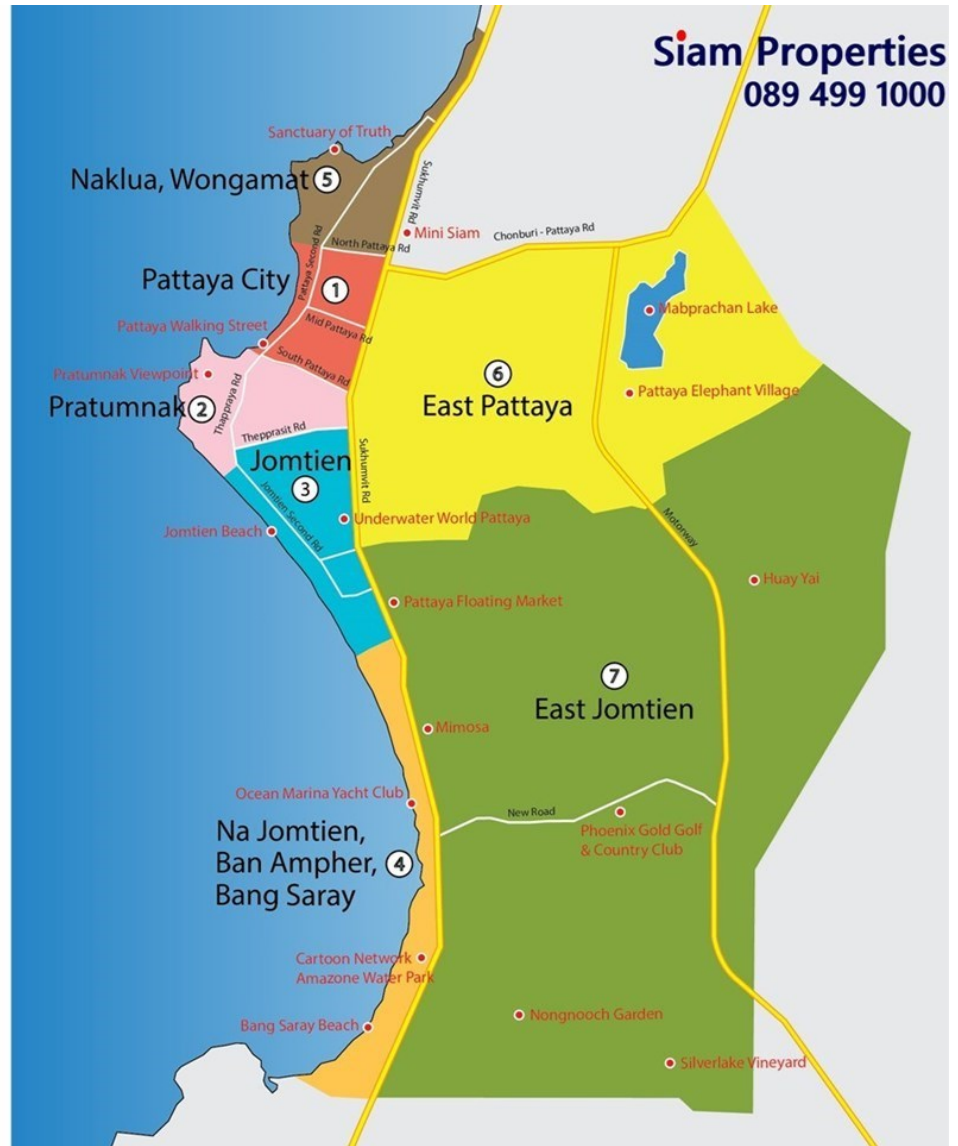 Siam Properties
089 499 1000
Sanctuary of Truth
Naklua, Wongamat 5
Sukhumvit Rd
Mini Siam
Chonburi - Pattaya Rd
North Pattaya Rd
Pattaya Second Rd
Pattaya City
1
Mabprachan Lake
Mid Pattaya Rd
Pattaya Walking Street
South Pattaya Rd
Pratumnak Viewpoint
6
East Pattaya
Pattaya Elephant Village
Pratumnak 2
Thappraya Rd
Thepprasit Rd
Jomtien
3
Sukhumvit Rd
Jomtien Second Rd
Underwater World Pattaya
Jomtien Beach
Motorway
Huay Yai
Pattaya Floating Market
7
East Jomtien
Mimosa
Ocean Marina Yacht Club
New Road
Phoenix Gold Golf
& Country Club
Na Jomtien,
Ban Ampher, 4
Bang Saray
Cartoon Network
Amazone Water Park
Nongnooch Garden
Bang Saray Beach
Silverlake Vineyard